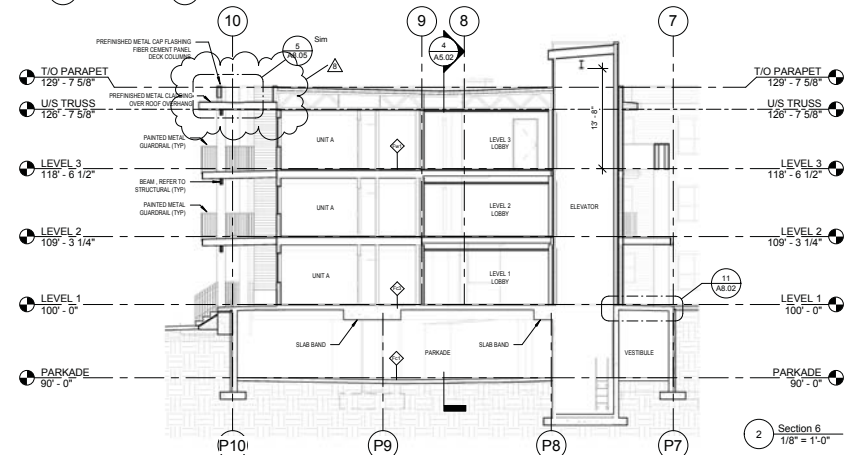 10
9
8
7
PREFINISHED METAL CAP FLASHING
FIBER CEMENT PANEL
DECK COLUMNS
5
A8.05
Sim
8
4
A5.02
T/O PARAPET
129' - 7 5/8"
T/O PARAPET
129' - 7 5/8"
PREFINISHED METAL CLADDING
OVER ROOF OVERHANG
U/S TRUSS
126' - 7 5/8"
U/S TRUSS
126' - 7 5/8"
13' - 8"
PAINTED METAL
GUARDRAIL (TYP)
UNIT A
LEVEL 3
LOBBY
LEVEL 3
118' - 6 1/2"
LEVEL 3
118' - 6 1/2"
BEAM , REFER TO
STRUCTURAL (TYP)
PAINTED METAL
GUARDRAIL (TYP)
UNIT A
LEVEL 2
LOBBY
ELEVATOR
LEVEL 2
109' - 3 1/4"
LEVEL 2
109' - 3 1/4"
UNIT A
LEVEL 1
LOBBY
11
A8.02
LEVEL 1
100' - 0"
LEVEL 1
100' - 0"
SLAB BAND
PARKADE
SLAB BAND
VESTIBULE
PARKADE
90' - 0"
PARKADE
90' - 0"
P10
P9
P8
P7
2
Section 6
1/8" = 1'-0"